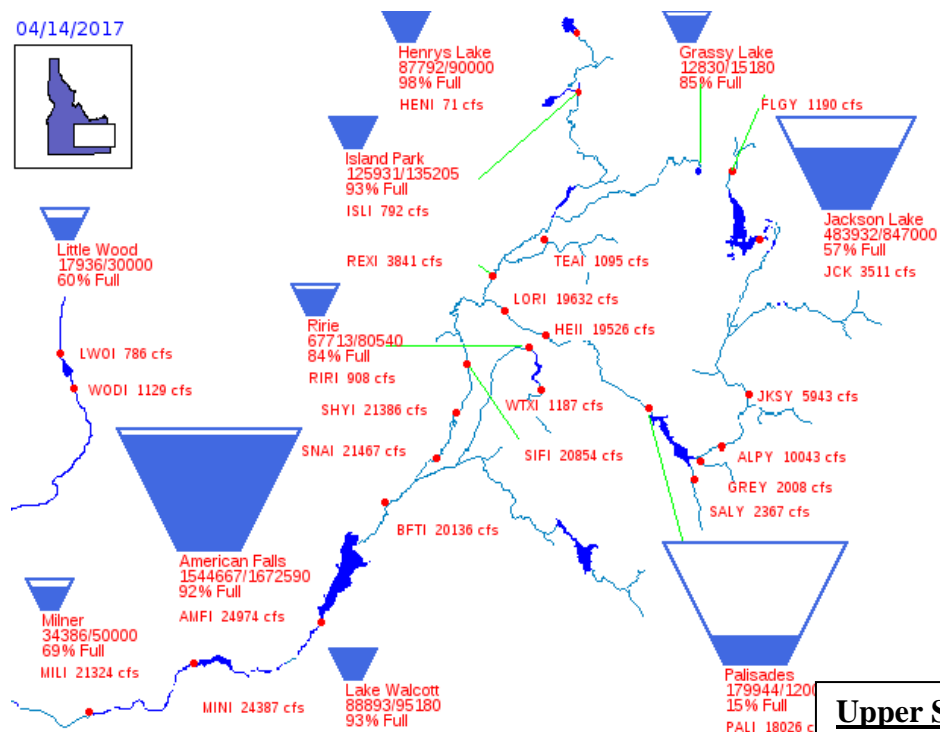 04/14/2017
Henrys Lake
87792/90000
98% Full
HENI 71 cfs
Grassy Lake
12830/15180
85% Full
FLGY 1190 cfs
Island Park
125931/135205
93% Full
ISLI 792 cfs
Jackson Lake
483932/847000
57% Full
JCK 3511 cfs
Little Wood
17936/30000
60% Full
REXI 3841 cfs
TEAI 1095 cfs
LORI 19632 cfs
HEII 19526 cfs
Ririe
67713/80540
84% Full
RIRI 908 cfs
LWOI 786 cfs
WODI 1129 cfs
SHYI 21386 cfs
WTXI 1187 cfs
JKSY 5943 cfs
SNAI 21467 cfs
SIFI 20854 cfs
ALPY 10043 cfs
GREY 2008 cfs
SALY 2367 cfs
BFTI 20136 cfs
American Falls
1544667/1672590
92% Full
AMFI 24974 cfs
Milner
34386/50000
69% Full
MILI 21324 cfs
MINI 24387 cfs
Lake Walcott
88893/95180
93% Full
Palisades
179944/120
15% Full
PALI 18026 c
Upper S